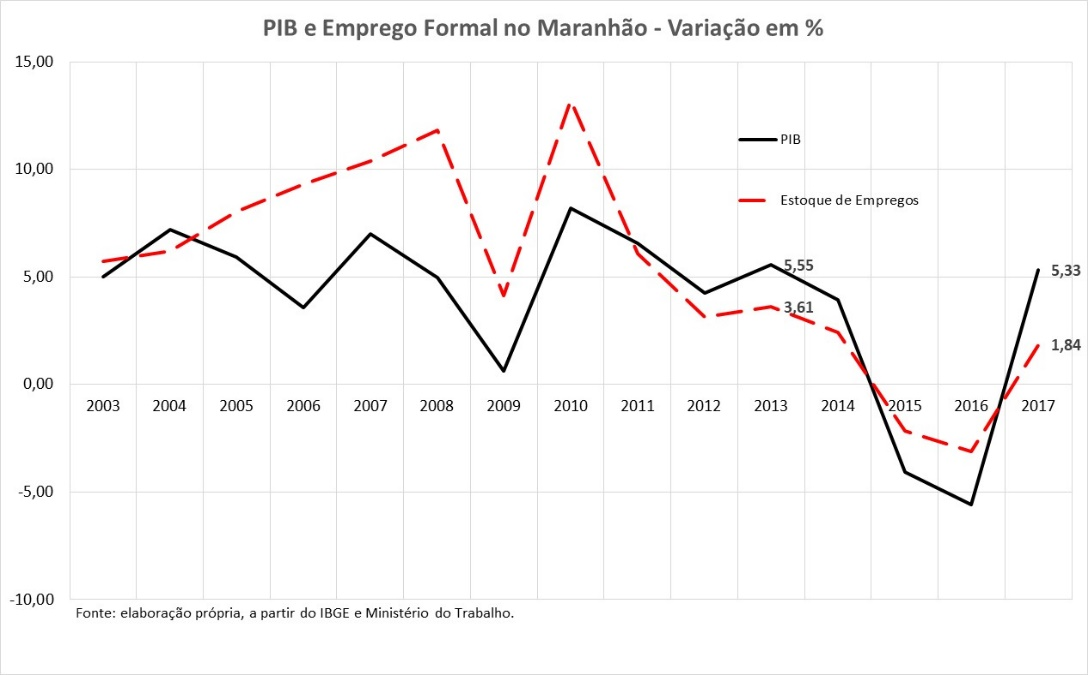 PIB e Emprego Formal no Maranhão - Variação em %
15,00
10,00
5,00
0,00
-5,00
-10,00
PIB
Estoque de Empregos
5,55
3,61
5,33
1,84
2003 2004 2005 2006 2007 2008 2009 2010 2011 2012 2013 2014 2015 2016 2017
Fonte: elaboração própria, a partir do IBGE e Ministério do Trabalho.